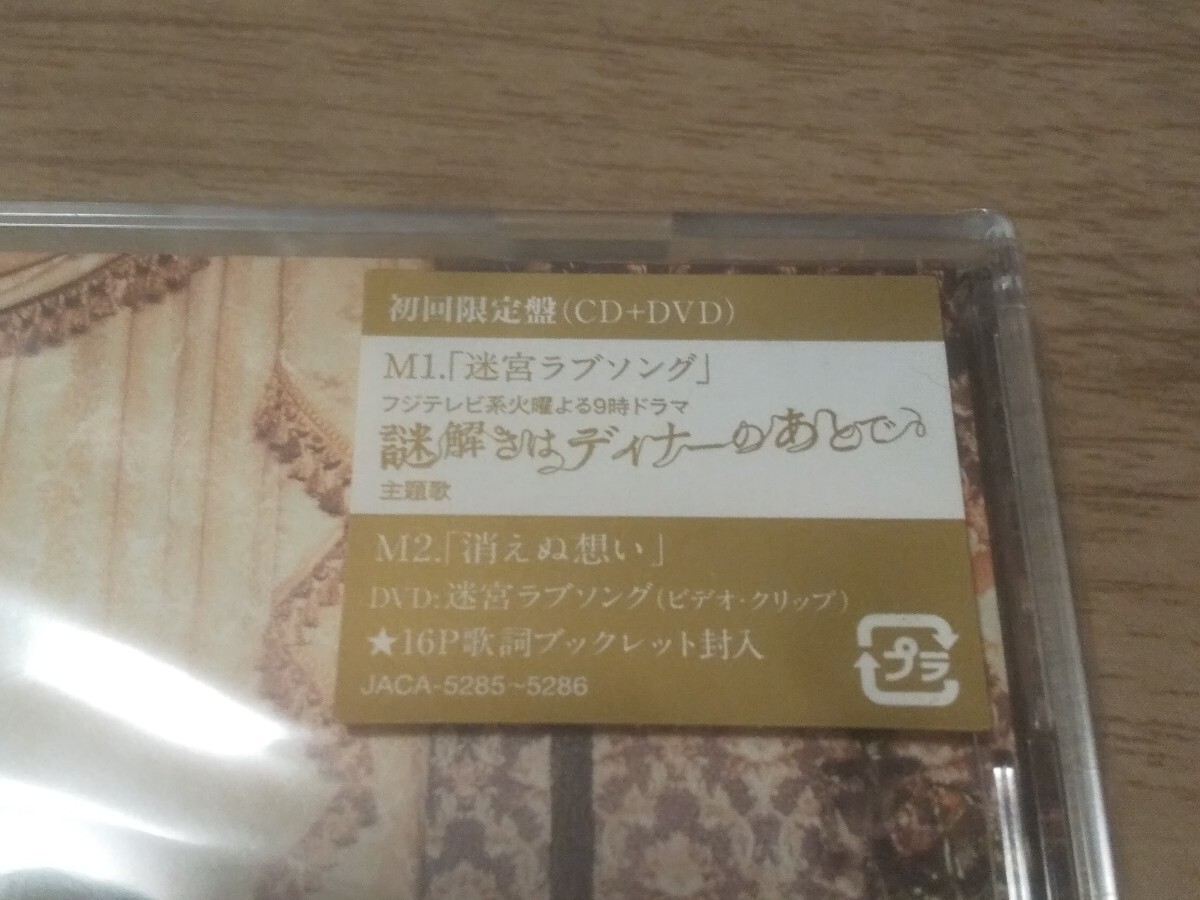 初回限定盤(CD+DVD)
M1.「迷宮ラブソング」
フジテレビ系火曜よる9時ドラマ
謎解きはディナーのあとで
主題歌
M2.「消えぬ想い」
DVD:迷宮ラブソング(ビデオ・クリップ)
★16P歌詞ブックレット封入
JACA-5285~5286
プラ